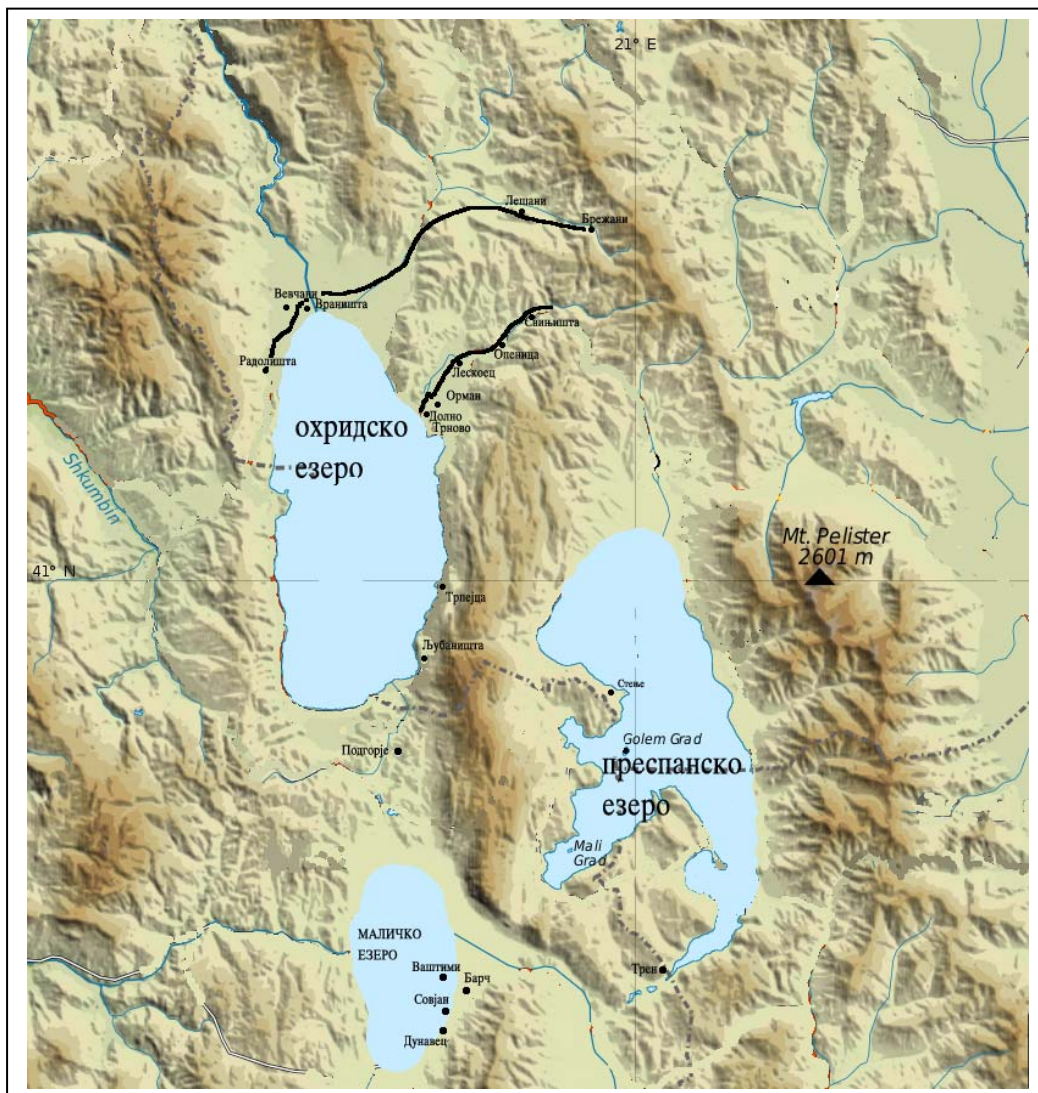 21° E
Лешани
Брежани
Вевчани
Враништа
Свињишта
Опеница
Радолишта
Лескоец
Орман
Долно
Трново
охридско
езеро
Shkumbin
Mt. Pelister
2601 m
41° N
Трпејца
Љубаништа
Стење
Golem Grad
Подгорје
преспанско
езеро
Mali
Grad
МАЛИЧКО
ЕЗЕРО
Ваштими
Барч
Трен
Совјан
Дунавец